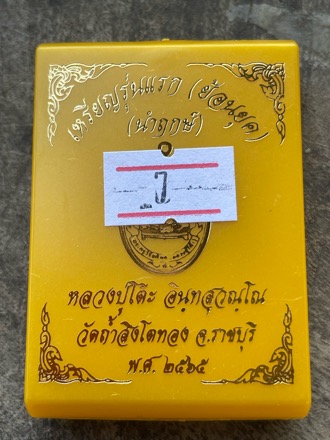 เหรียญรุ่นแรก (ย้อนยุค)
(นำฤกษ์)
หลวงปู่โต๊ะ อินฺทสุวณฺโณ
วัดถ้ำสิงโตทอง จ.ราชบุรี
พ.ศ. ๒๕๖๕